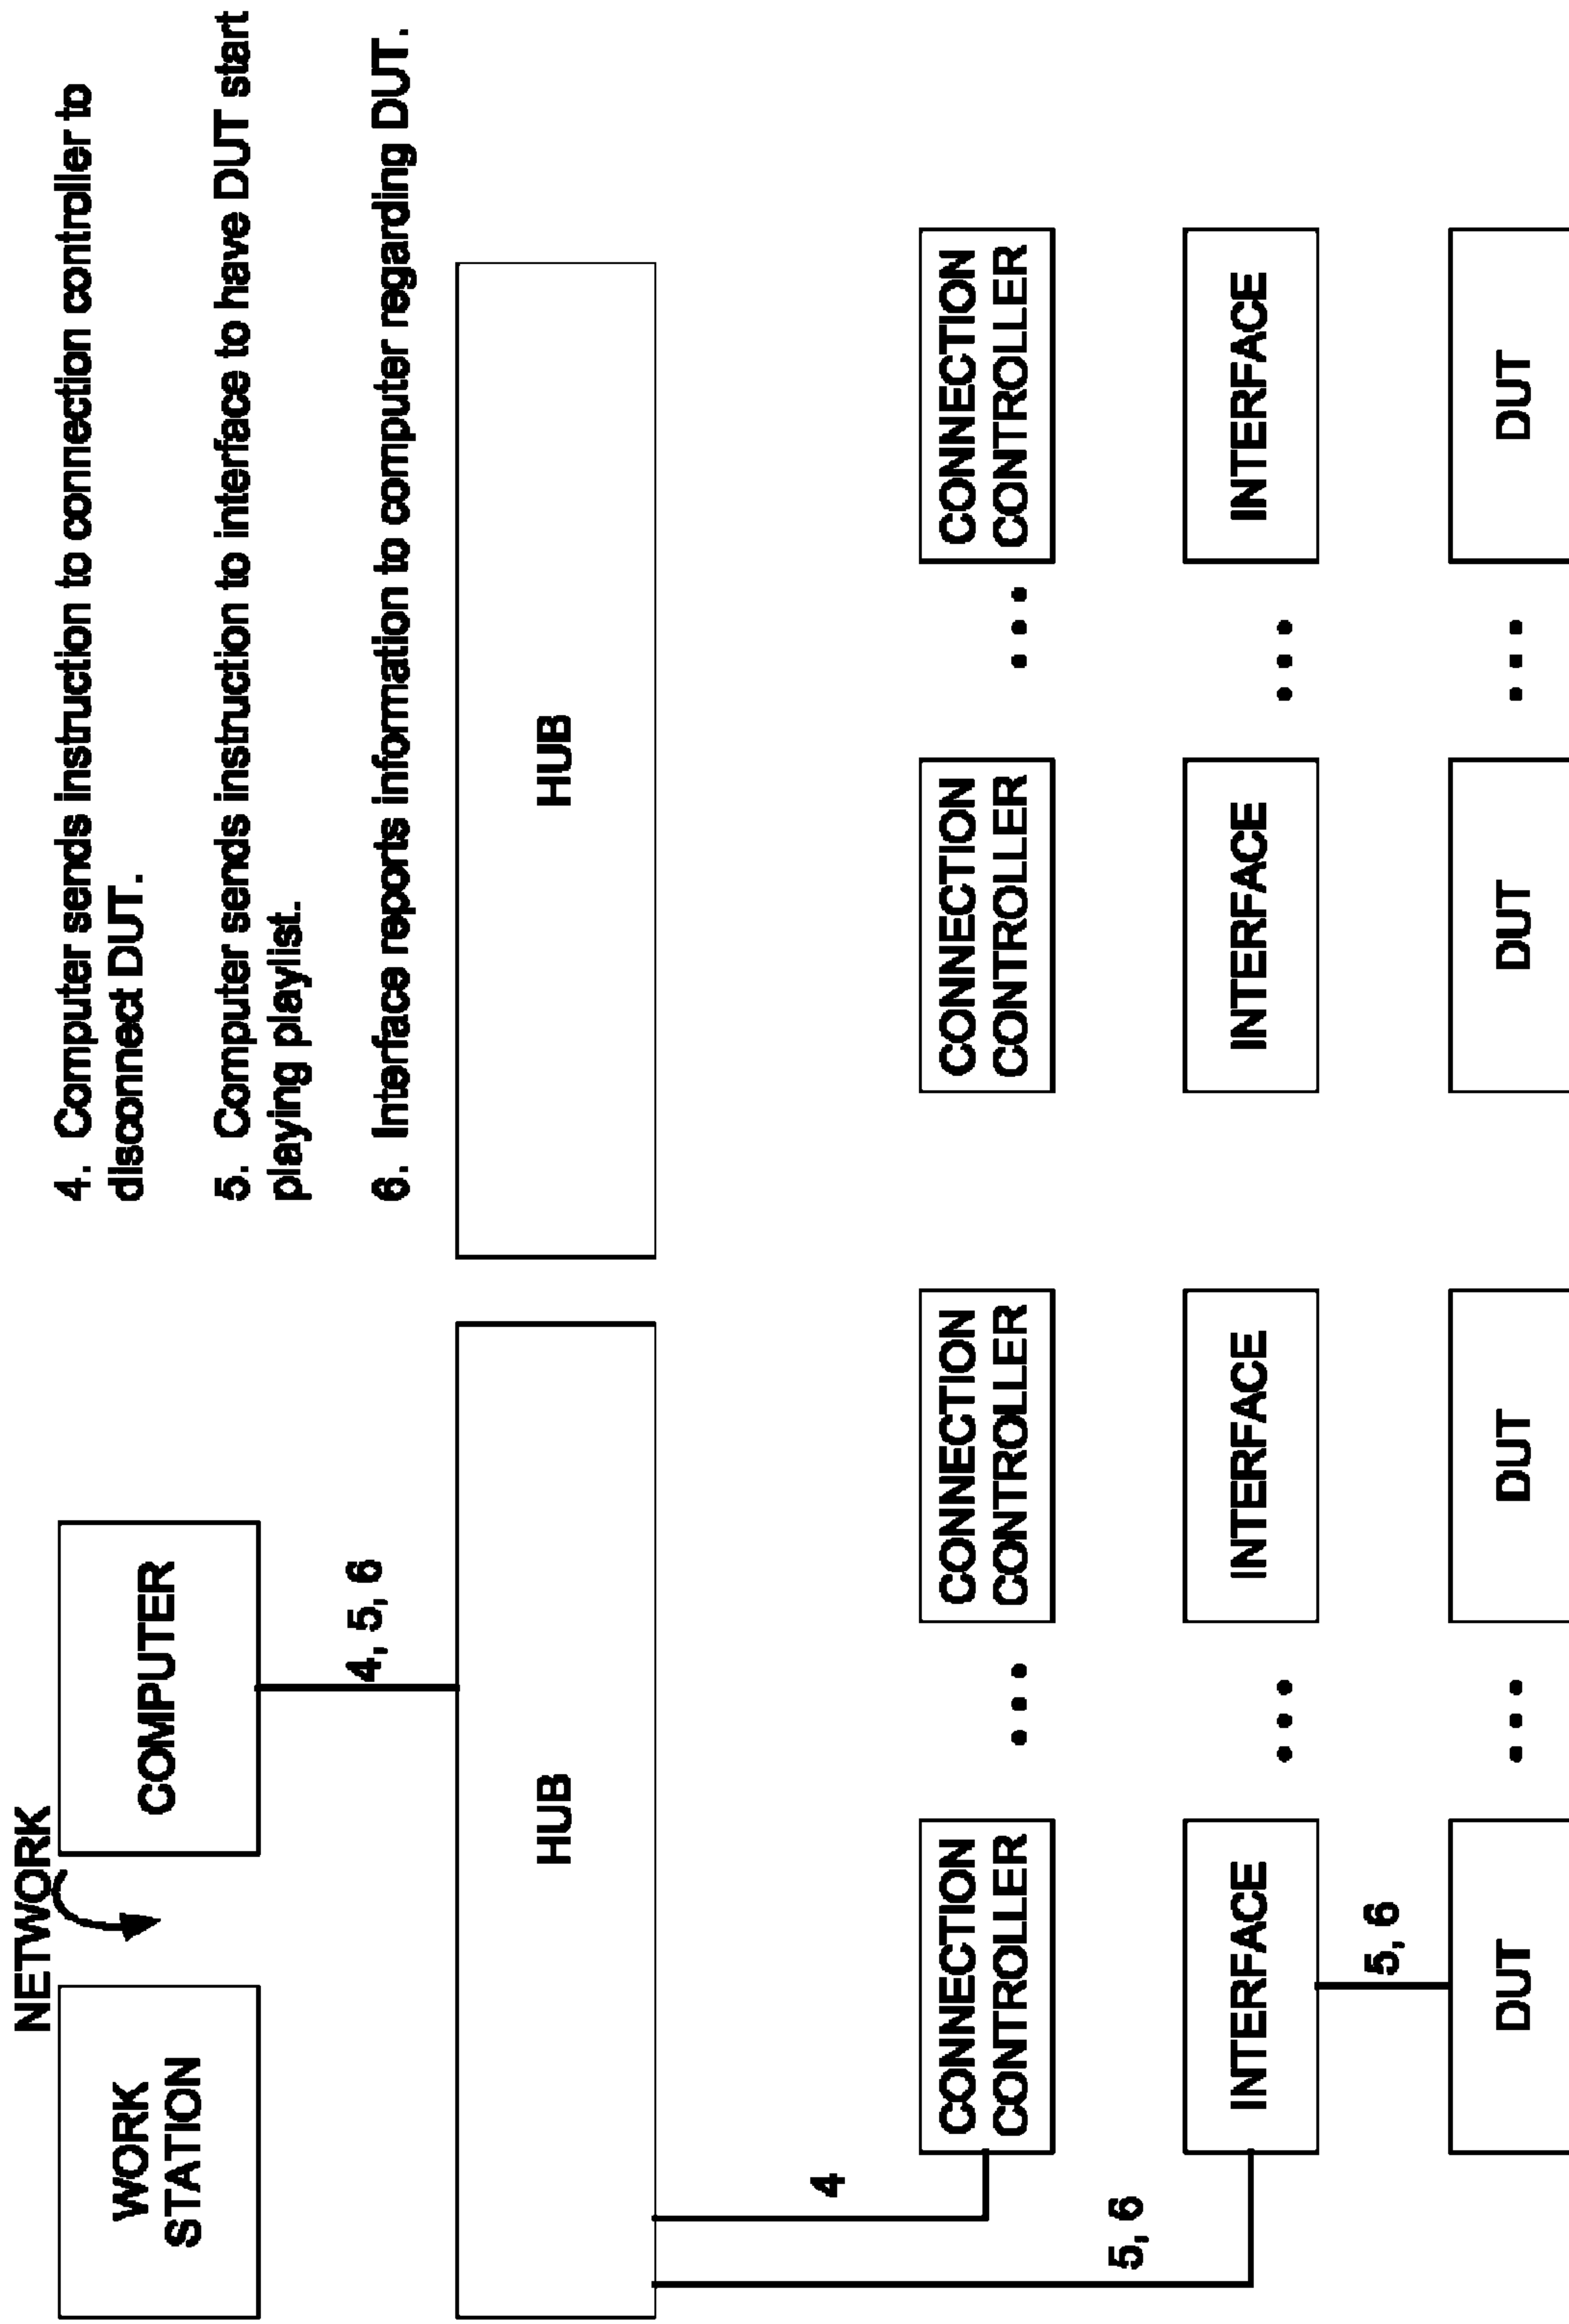 NETWORK
WORK
STATION
COMPUTER
4. Computer sends instruction to connection controller to
disconnect DUT.
5. Computer sends instruction to interface to have DUT start
playing playlist.
6. Interface reports information to computer regarding DUT.
4, 5, 6
HUB
HUB
4
5, 6
CONNECTION
CONTROLLER
...
CONNECTION
CONTROLLER
CONNECTION
CONTROLLER
...
CONNECTION
CONTROLLER
INTERFACE
...
INTERFACE
INTERFACE
...
INTERFACE
5, 6
DUT
...
DUT
DUT
...
DUT